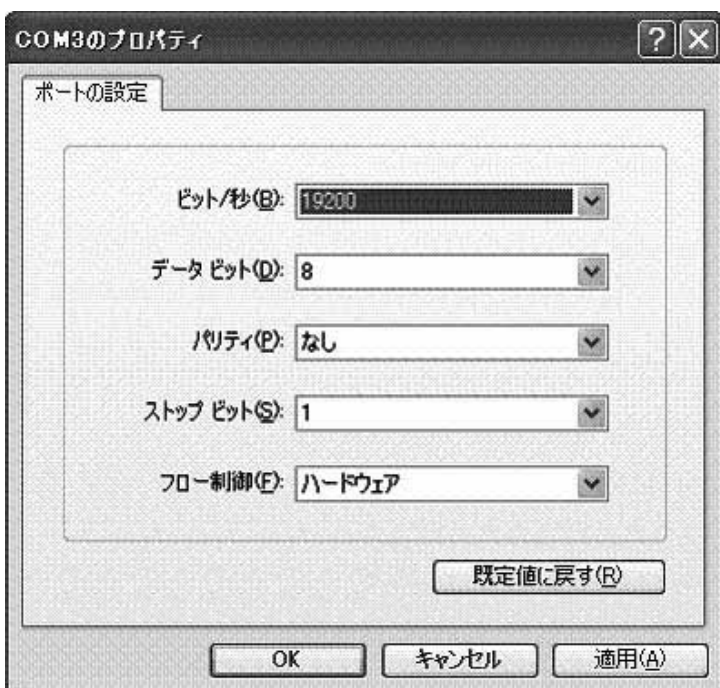 COM3のプロパティ
ポートの設定
ビット/秒(B): 19200
データ ビット(D): 8
パリティ(P): なし
ストップ ビット(S): 1
フロー制御(F): ハードウェア
既定値に戻す(R)
OK キャンセル 適用(A)